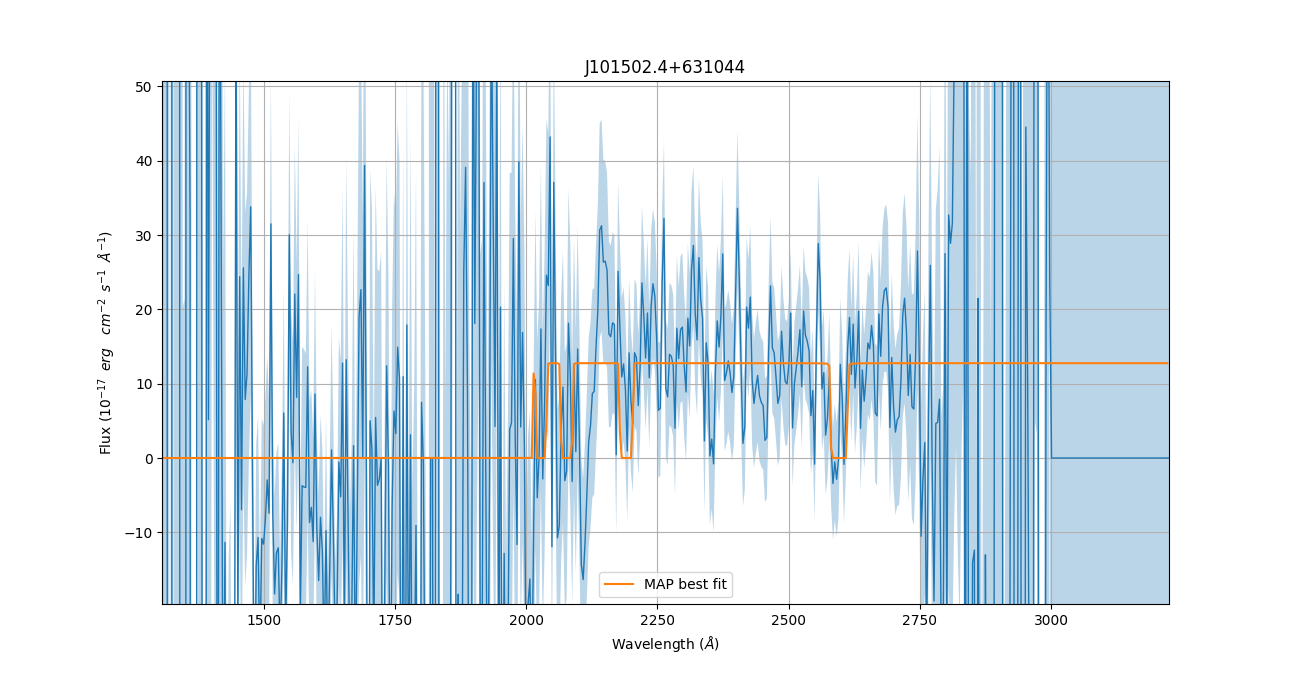 J101502.4+631044
50
40
30
20
10
0
−10
Flux (10⁻¹⁷ erg cm⁻² s⁻¹ Å⁻¹)
MAP best fit
1500 1750 2000 2250 2500 2750 3000
Wavelength (Å)